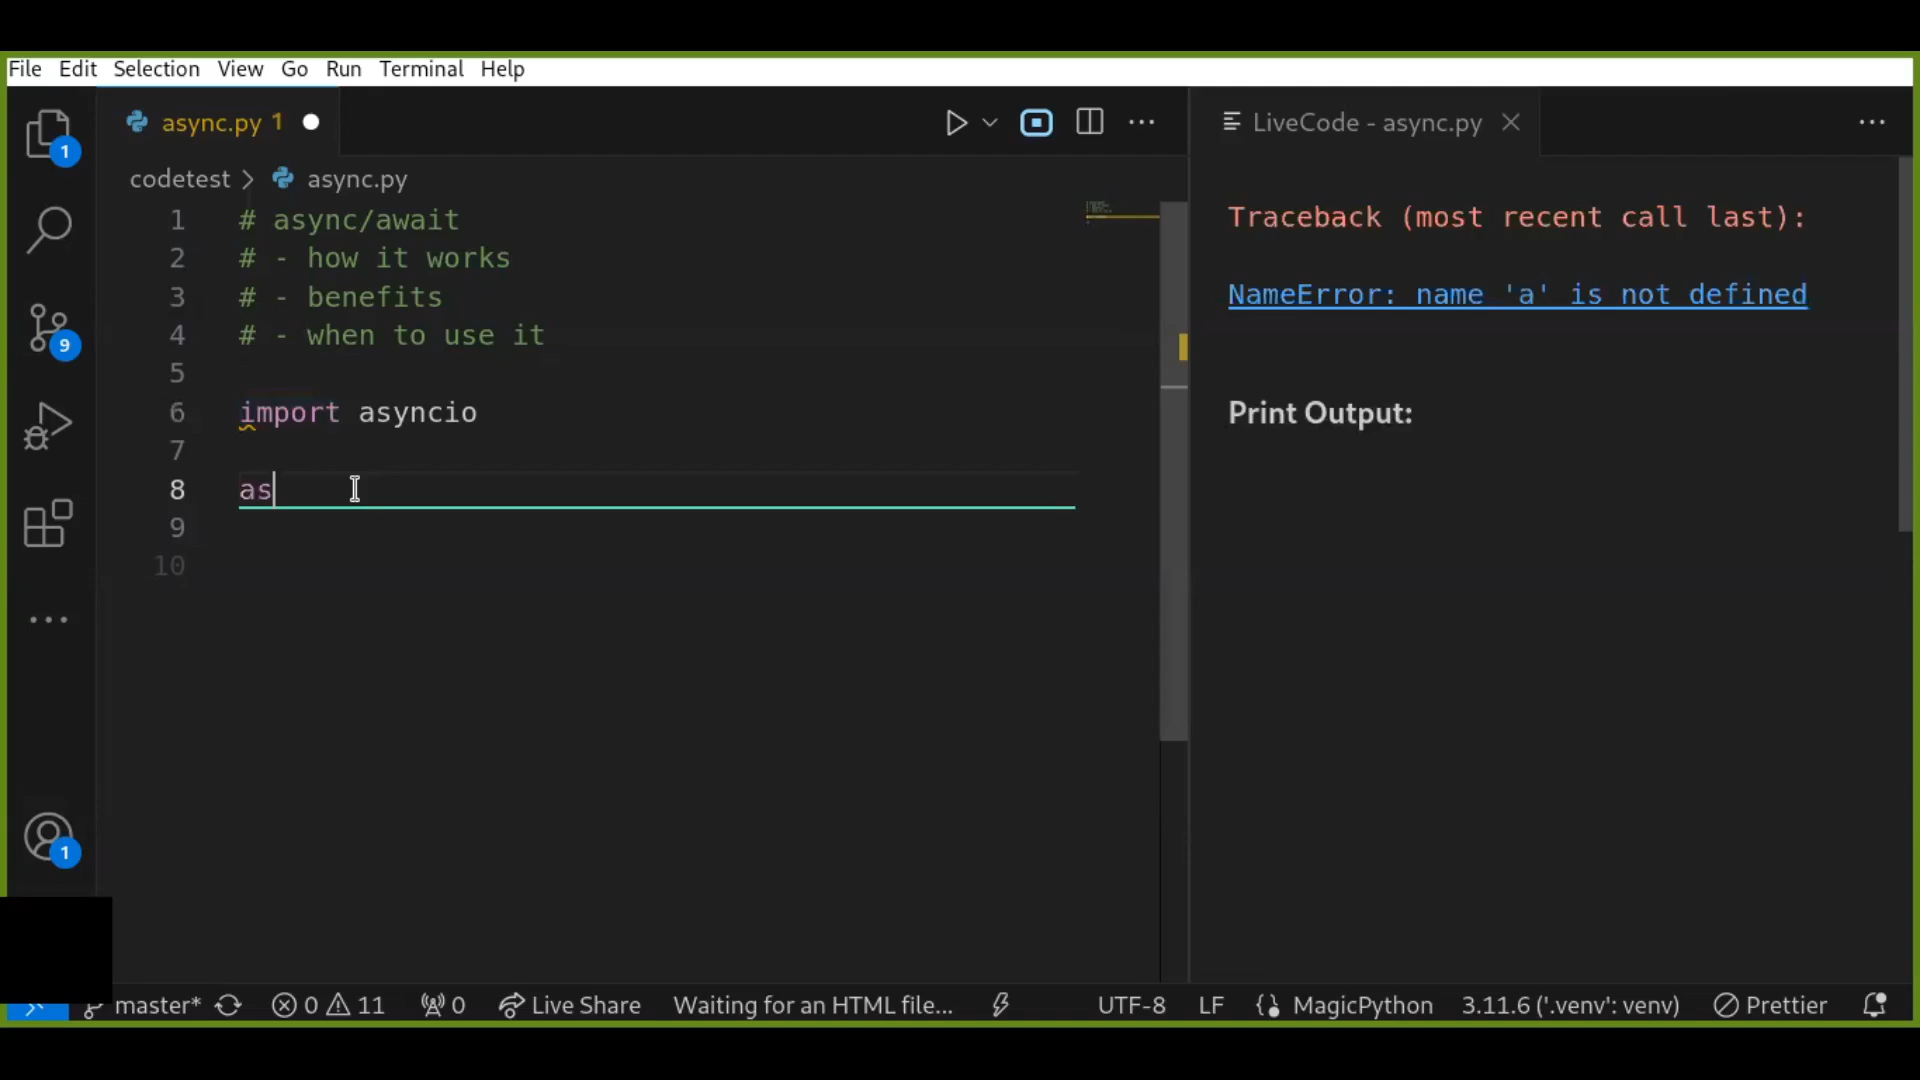 File Edit Selection View Go Run Terminal Help
async.py 1
LiveCode - async.py
codetest > async.py
1 # async/await
2 # - how it works
3 # - benefits
4 # - when to use it
5
6 import asyncio
7
8 as
9
10
Traceback (most recent call last):
NameError: name 'a' is not defined
Print Output:
1
9
1
master* 0 11 0 Live Share Waiting for an HTML file... UTF-8 LF MagicPython 3.11.6 ('.venv': venv) Prettier